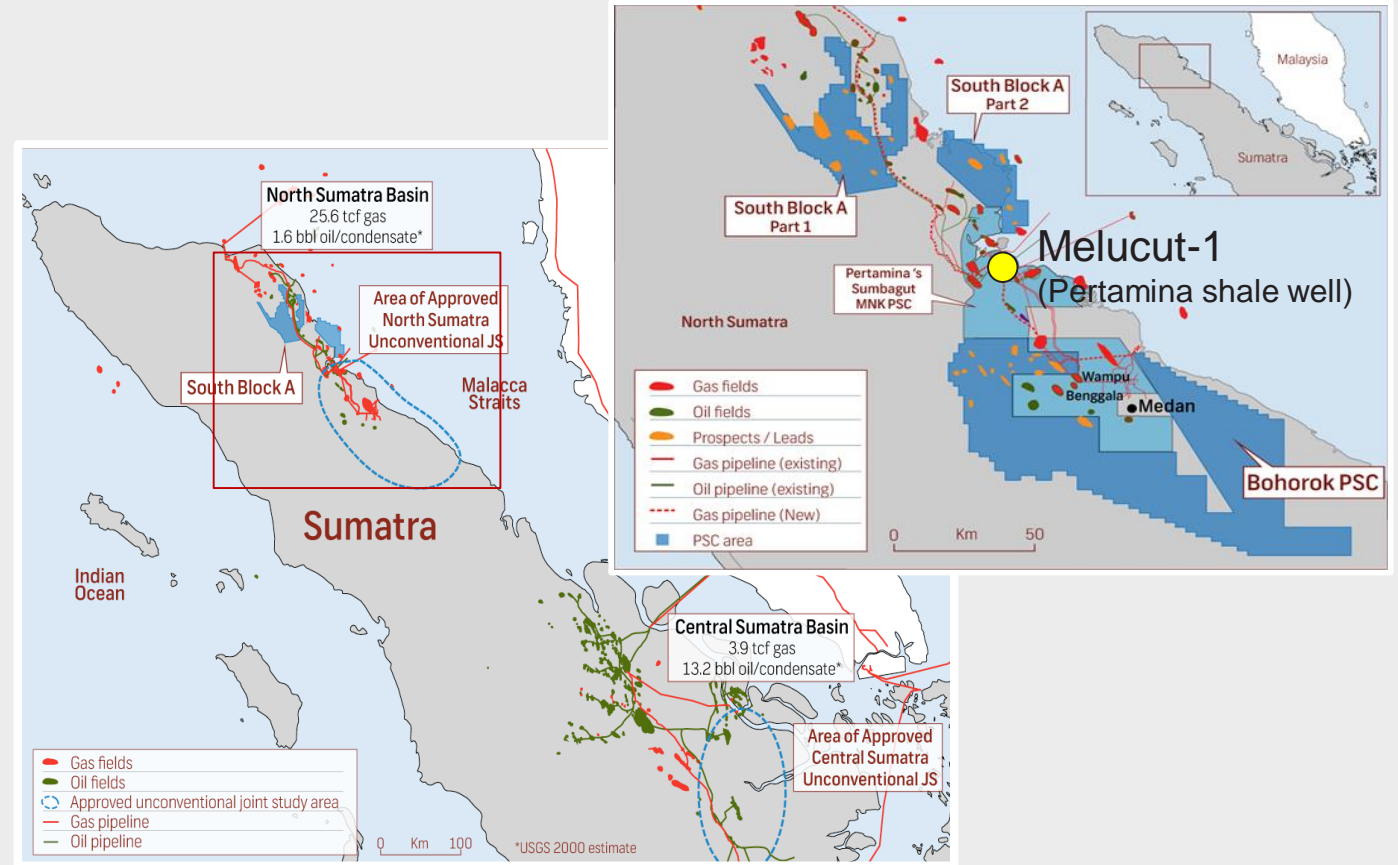 North Sumatra Basin
25.6 tcf gas
1.6 bbl oil/condensate*
Area of Approved
North Sumatra
Unconventional JS
South Block A
Malacca
Straits
Sumatra
Indian
Ocean
Central Sumatra Basin
3.9 tcf gas
13.2 bbl oil/condensate*
Area of Approved
Central Sumatra
Unconventional JS
Gas fields
Oil fields
Approved unconventional joint study area
Gas pipeline
Oil pipeline
0 Km 100
*USGS 2000 estimate
South Block A
Part 2
Malaysia
Sumatra
South Block A
Part 1
Melucut-1
(Pertamina shale well)
Pertamina 's
Sumbagut
MNK PSC
North Sumatra
Wampu
Benggala
Medan
Bohorok PSC
Gas fields
Oil fields
Prospects / Leads
Gas pipeline (existing)
Oil pipeline (existing)
Gas pipeline (New)
PSC area
0 Km 50